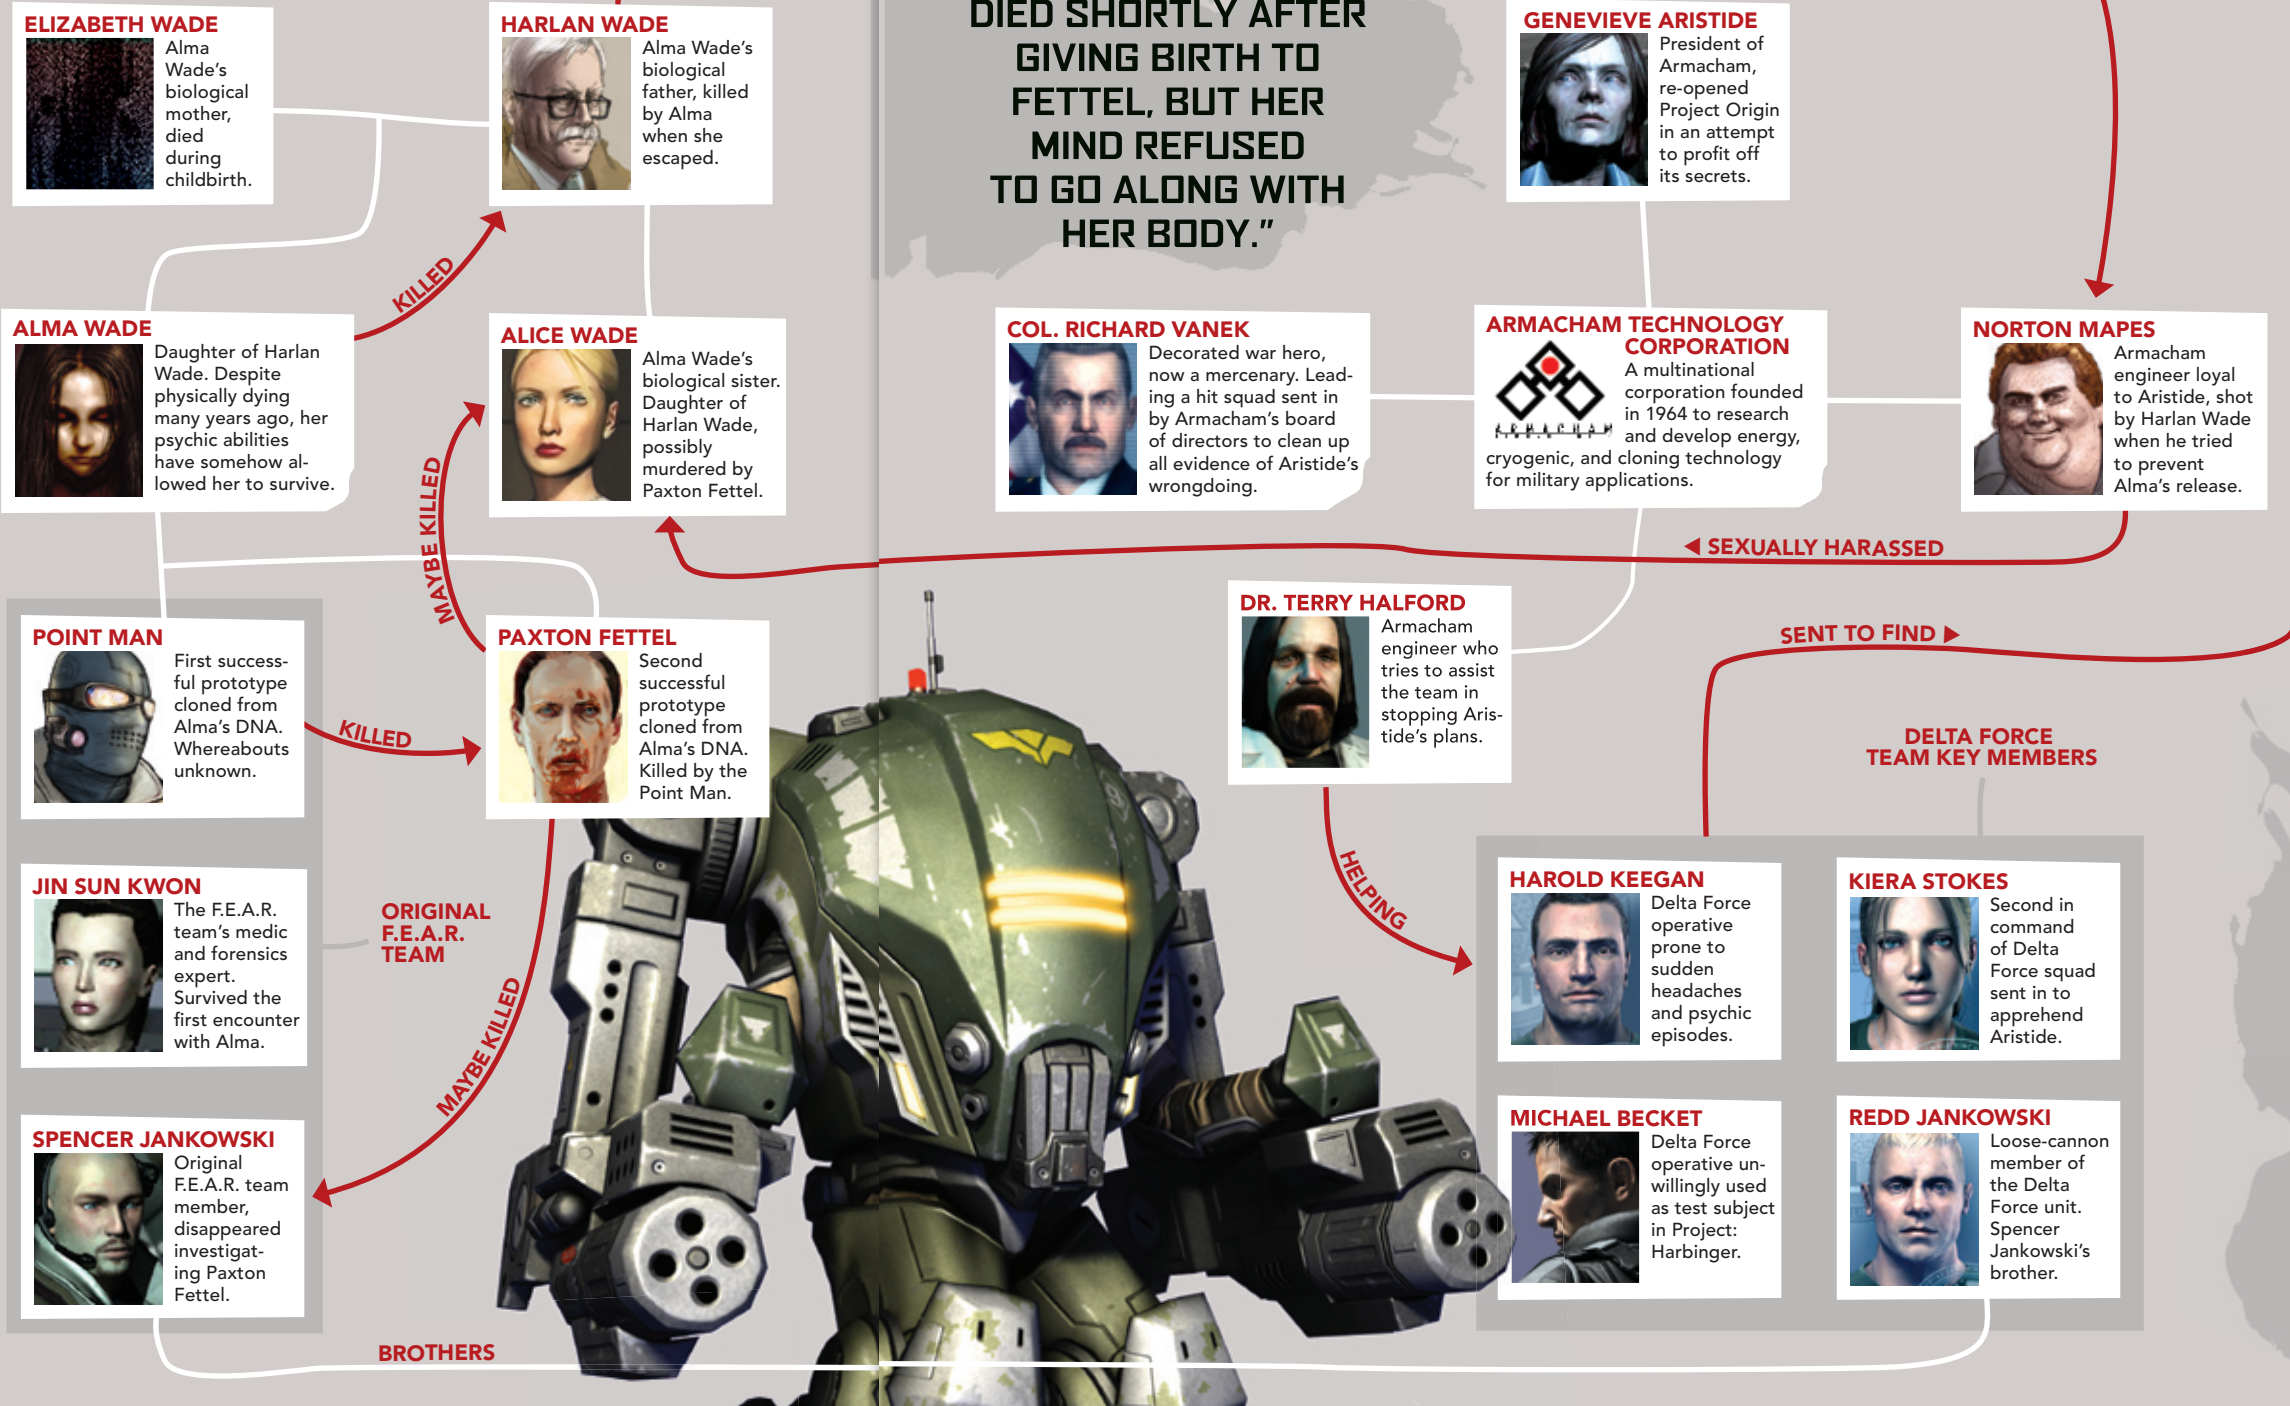 ELIZABETH WADE
Alma
Wade's
biological
mother,
died
during
childbirth.
HARLAN WADE
Alma Wade's
biological
father, killed
by Alma
when she
escaped.
DIED SHORTLY AFTER
GIVING BIRTH TO
FETTEL, BUT HER
MIND REFUSED
TO GO ALONG WITH
HER BODY.”
GENEVIEVE ARISTIDE
President of
Armacham,
re-opened
Project Origin
in an attempt
to profit off
its secrets.
KILLED
ALMA WADE
Daughter of Harlan
Wade. Despite
physically dying
many years ago, her
psychic abilities
have somehow al-
lowed her to survive.
ALICE WADE
Alma Wade's
biological sister.
Daughter of
Harlan Wade,
possibly
murdered by
Paxton Fettel.
COL. RICHARD VANEK
Decorated war hero,
now a mercenary. Lead-
ing a hit squad sent in
by Armacham's board
of directors to clean up
all evidence of Aristide's
wrongdoing.
ARMACHAM TECHNOLOGY
CORPORATION
ARMACHAM
A multinational
corporation founded
in 1964 to research
and develop energy,
cryogenic, and cloning technology
for military applications.
NORTON MAPES
Armacham
engineer loyal
to Aristide, shot
by Harlan Wade
when he tried
to prevent
Alma's release.
MAYBE KILLED
◀ SEXUALLY HARASSED
POINT MAN
First success-
ful prototype
cloned from
Alma's DNA.
Whereabouts
unknown.
KILLED
PAXTON FETTEL
Second
successful
prototype
cloned from
Alma's DNA.
Killed by the
Point Man.
DR. TERRY HALFORD
Armacham
engineer who
tries to assist
the team in
stopping Aris-
tide's plans.
SENT TO FIND ▶
DELTA FORCE
TEAM KEY MEMBERS
JIN SUN KWON
The F.E.A.R.
team's medic
and forensics
expert.
Survived the
first encounter
with Alma.
ORIGINAL
F.E.A.R.
TEAM
MAYBE KILLED
HELPING
HAROLD KEEGAN
Delta Force
operative
prone to
sudden
headaches
and psychic
episodes.
KIERA STOKES
Second in
command
of Delta
Force squad
sent in to
apprehend
Aristide.
SPENCER JANKOWSKI
Original
F.E.A.R. team
member,
disappeared
investigat-
ing Paxton
Fettel.
MICHAEL BECKET
Delta Force
operative un-
willingly used
as test subject
in Project:
Harbinger.
REDD JANKOWSKI
Loose-cannon
member of
the Delta
Force unit.
Spencer
Jankowski's
brother.
BROTHERS